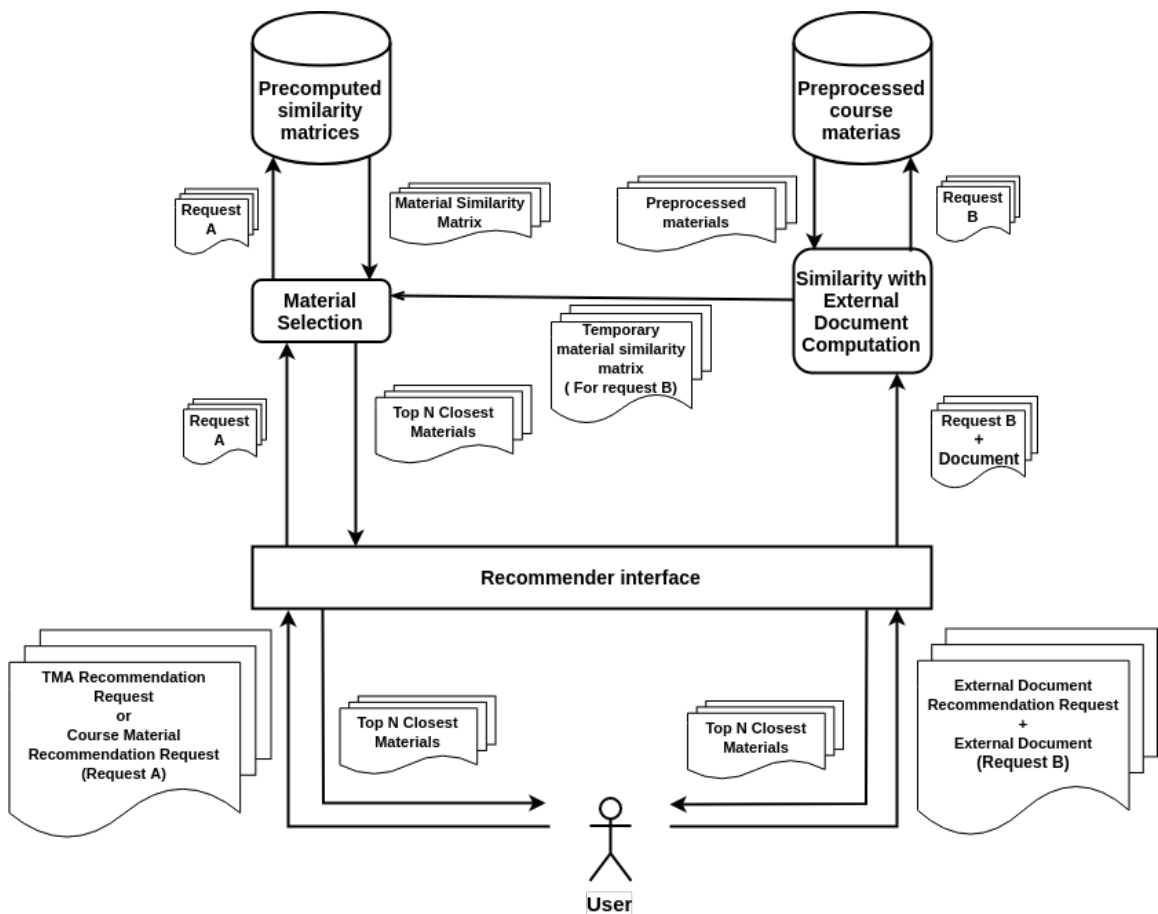 Precomputed
similarity
matrices
Preprocessed
course
materias
Request
A
Material Similarity
Matrix
Preprocessed
materials
Request
B
Material
Selection
Similarity with
External
Document
Computation
Temporary
material similarity
matrix
( For request B)
Request
A
Top N Closest
Materials
Request B
+
Document
Recommender interface
TMA Recommendation
Request
or
Course Material
Recommendation Request
(Request A)
Top N Closest
Materials
Top N Closest
Materials
External Document
Recommendation Request
+
External Document
(Request B)
User